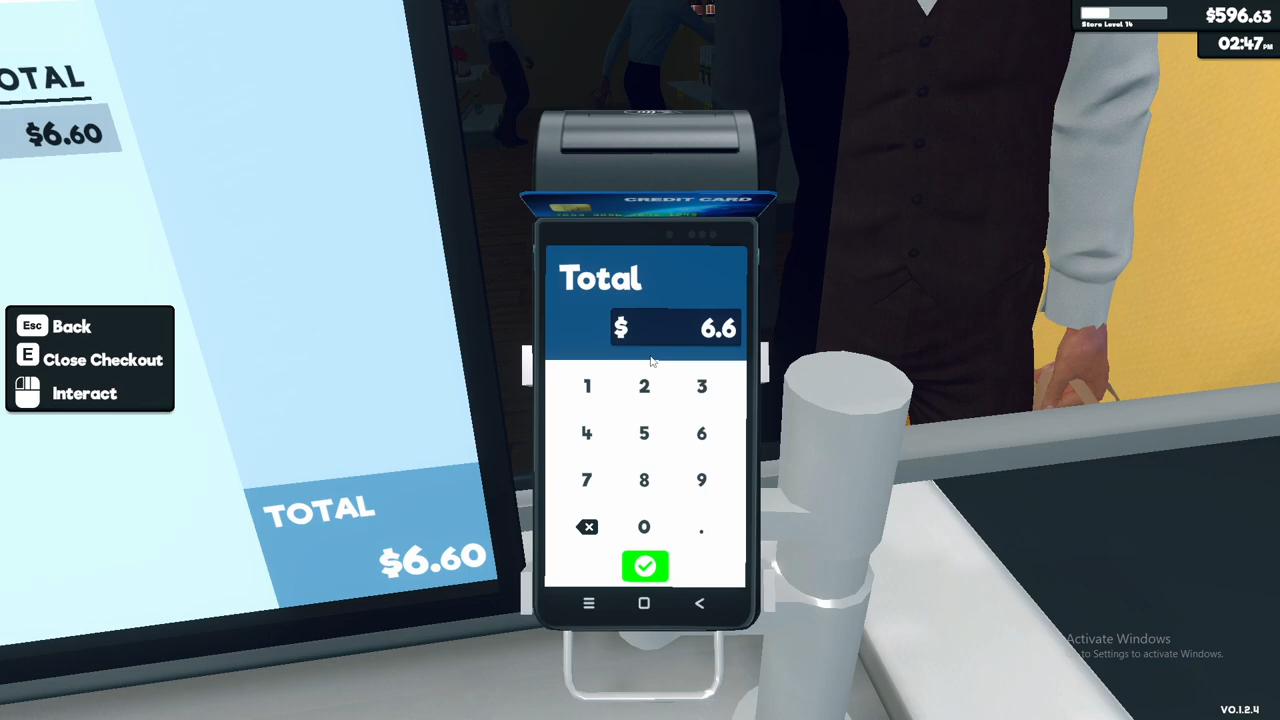 OTAL
$6.60
TOTAL
$6.60
Esc Back
E Close Checkout
Interact
CREDIT CARD
Total
$ 6.6
1 2 3
4 5 6
7 8 9
0 .
Store Level 14
$596.63
02:47PM
Activate Windows
to Settings to activate Windows.
V0.1.2.4